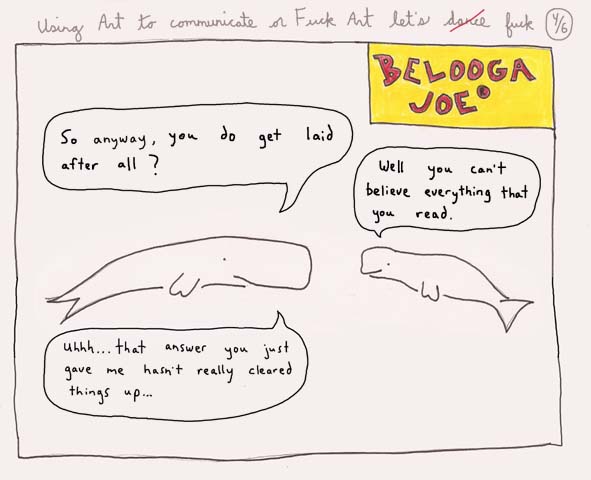 Using Art to communicate or Fuck Art let's dance fuck 4/6
BELOOGA
JOE®
So anyway, you do get laid
after all?
Well you can't
believe everything that
you read.
Uhhh... that answer you just
gave me hasn't really cleared
things up...